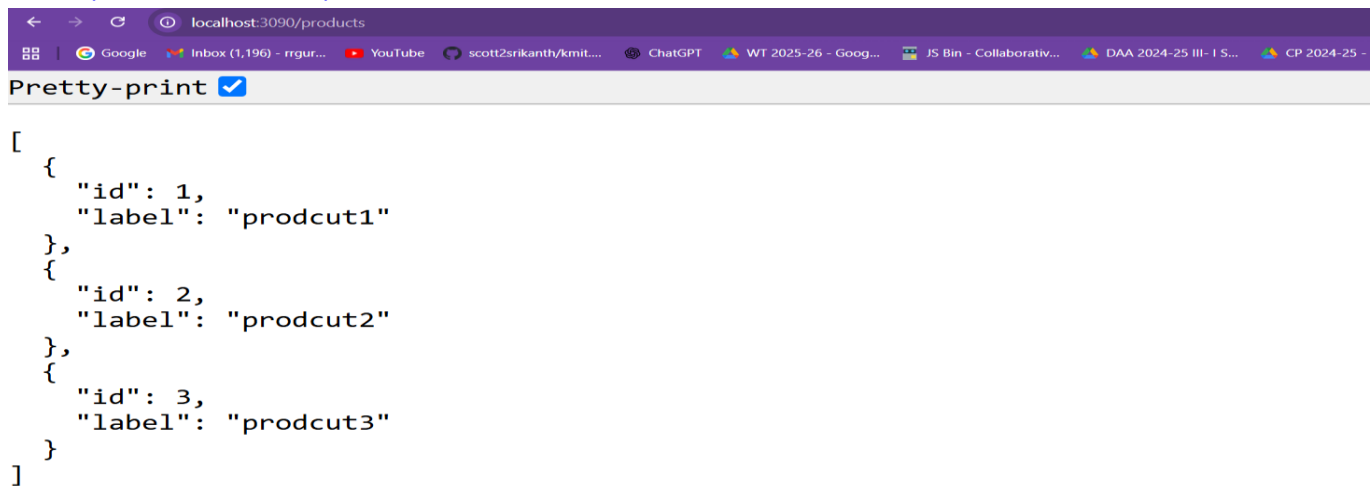 localhost:3090/products
Google Inbox (1,196) - rrgur... YouTube scott2srikanth/kmit.... ChatGPT WT 2025-26 - Goog... JS Bin - Collaborativ... DAA 2024-25 III- I S... CP 2024-25 -
Pretty-print
[
{
"id": 1,
"label": "prodcut1"
},
{
"id": 2,
"label": "prodcut2"
},
{
"id": 3,
"label": "prodcut3"
}
]